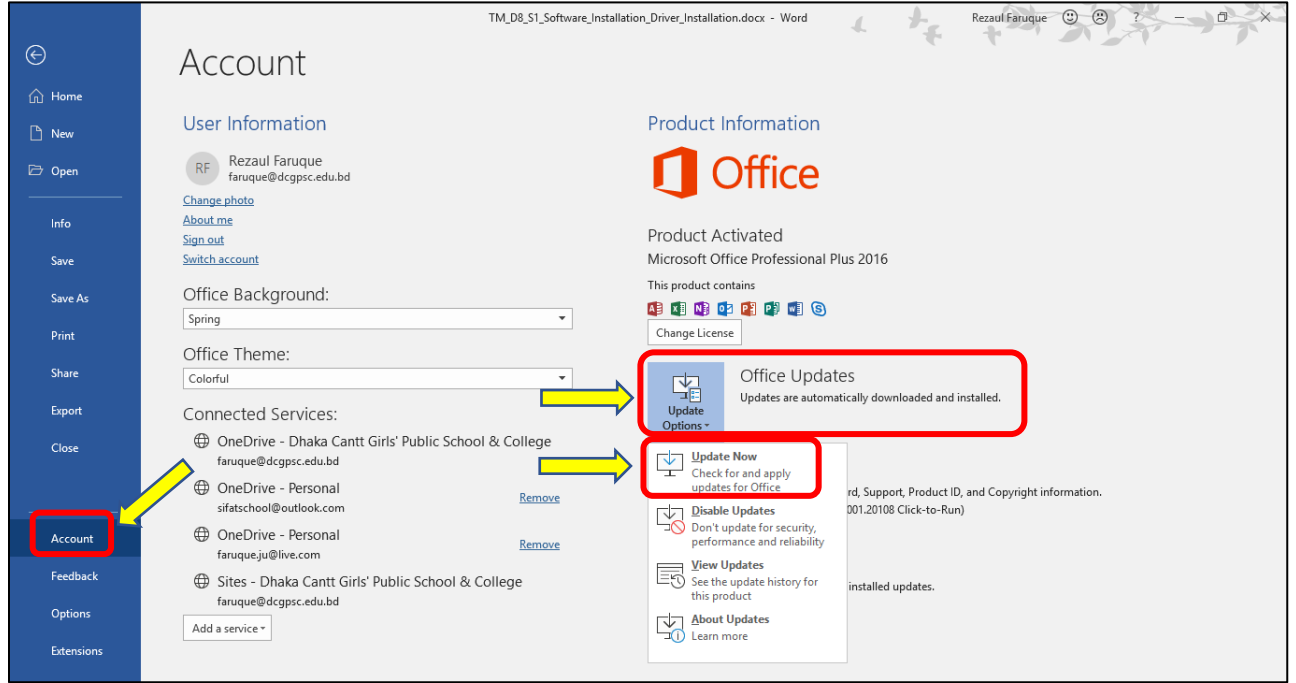 TM_D8_S1_Software_Installation_Driver_Installation.docx - Word
Rezaul Faruque
?
Account
Home
New
Open
Info
Save
Save As
Print
Share
Export
Close
Account
Feedback
Options
Extensions
User Information
RF
Rezaul Faruque
faruque@dcgpsc.edu.bd
Change photo
About me
Sign out
Switch account
Office Background:
Spring
Office Theme:
Colorful
Connected Services:
OneDrive - Dhaka Cantt Girls' Public School & College
faruque@dcgpsc.edu.bd
OneDrive - Personal
Remove
sifatschool@outlook.com
OneDrive - Personal
Remove
faruque.ju@live.com
Sites - Dhaka Cantt Girls' Public School & College
faruque@dcgpsc.edu.bd
Add a service
Product Information
Office
Product Activated
Microsoft Office Professional Plus 2016
This product contains
Change License
Update
Options
Office Updates
Updates are automatically downloaded and installed.
Update Now
Check for and apply
updates for Office
Disable Updates
Don't update for security,
performance and reliability
View Updates
See the update history for
this product
About Updates
Learn more
rd, Support, Product ID, and Copyright information.
001.20108 Click-to-Run)
installed updates.